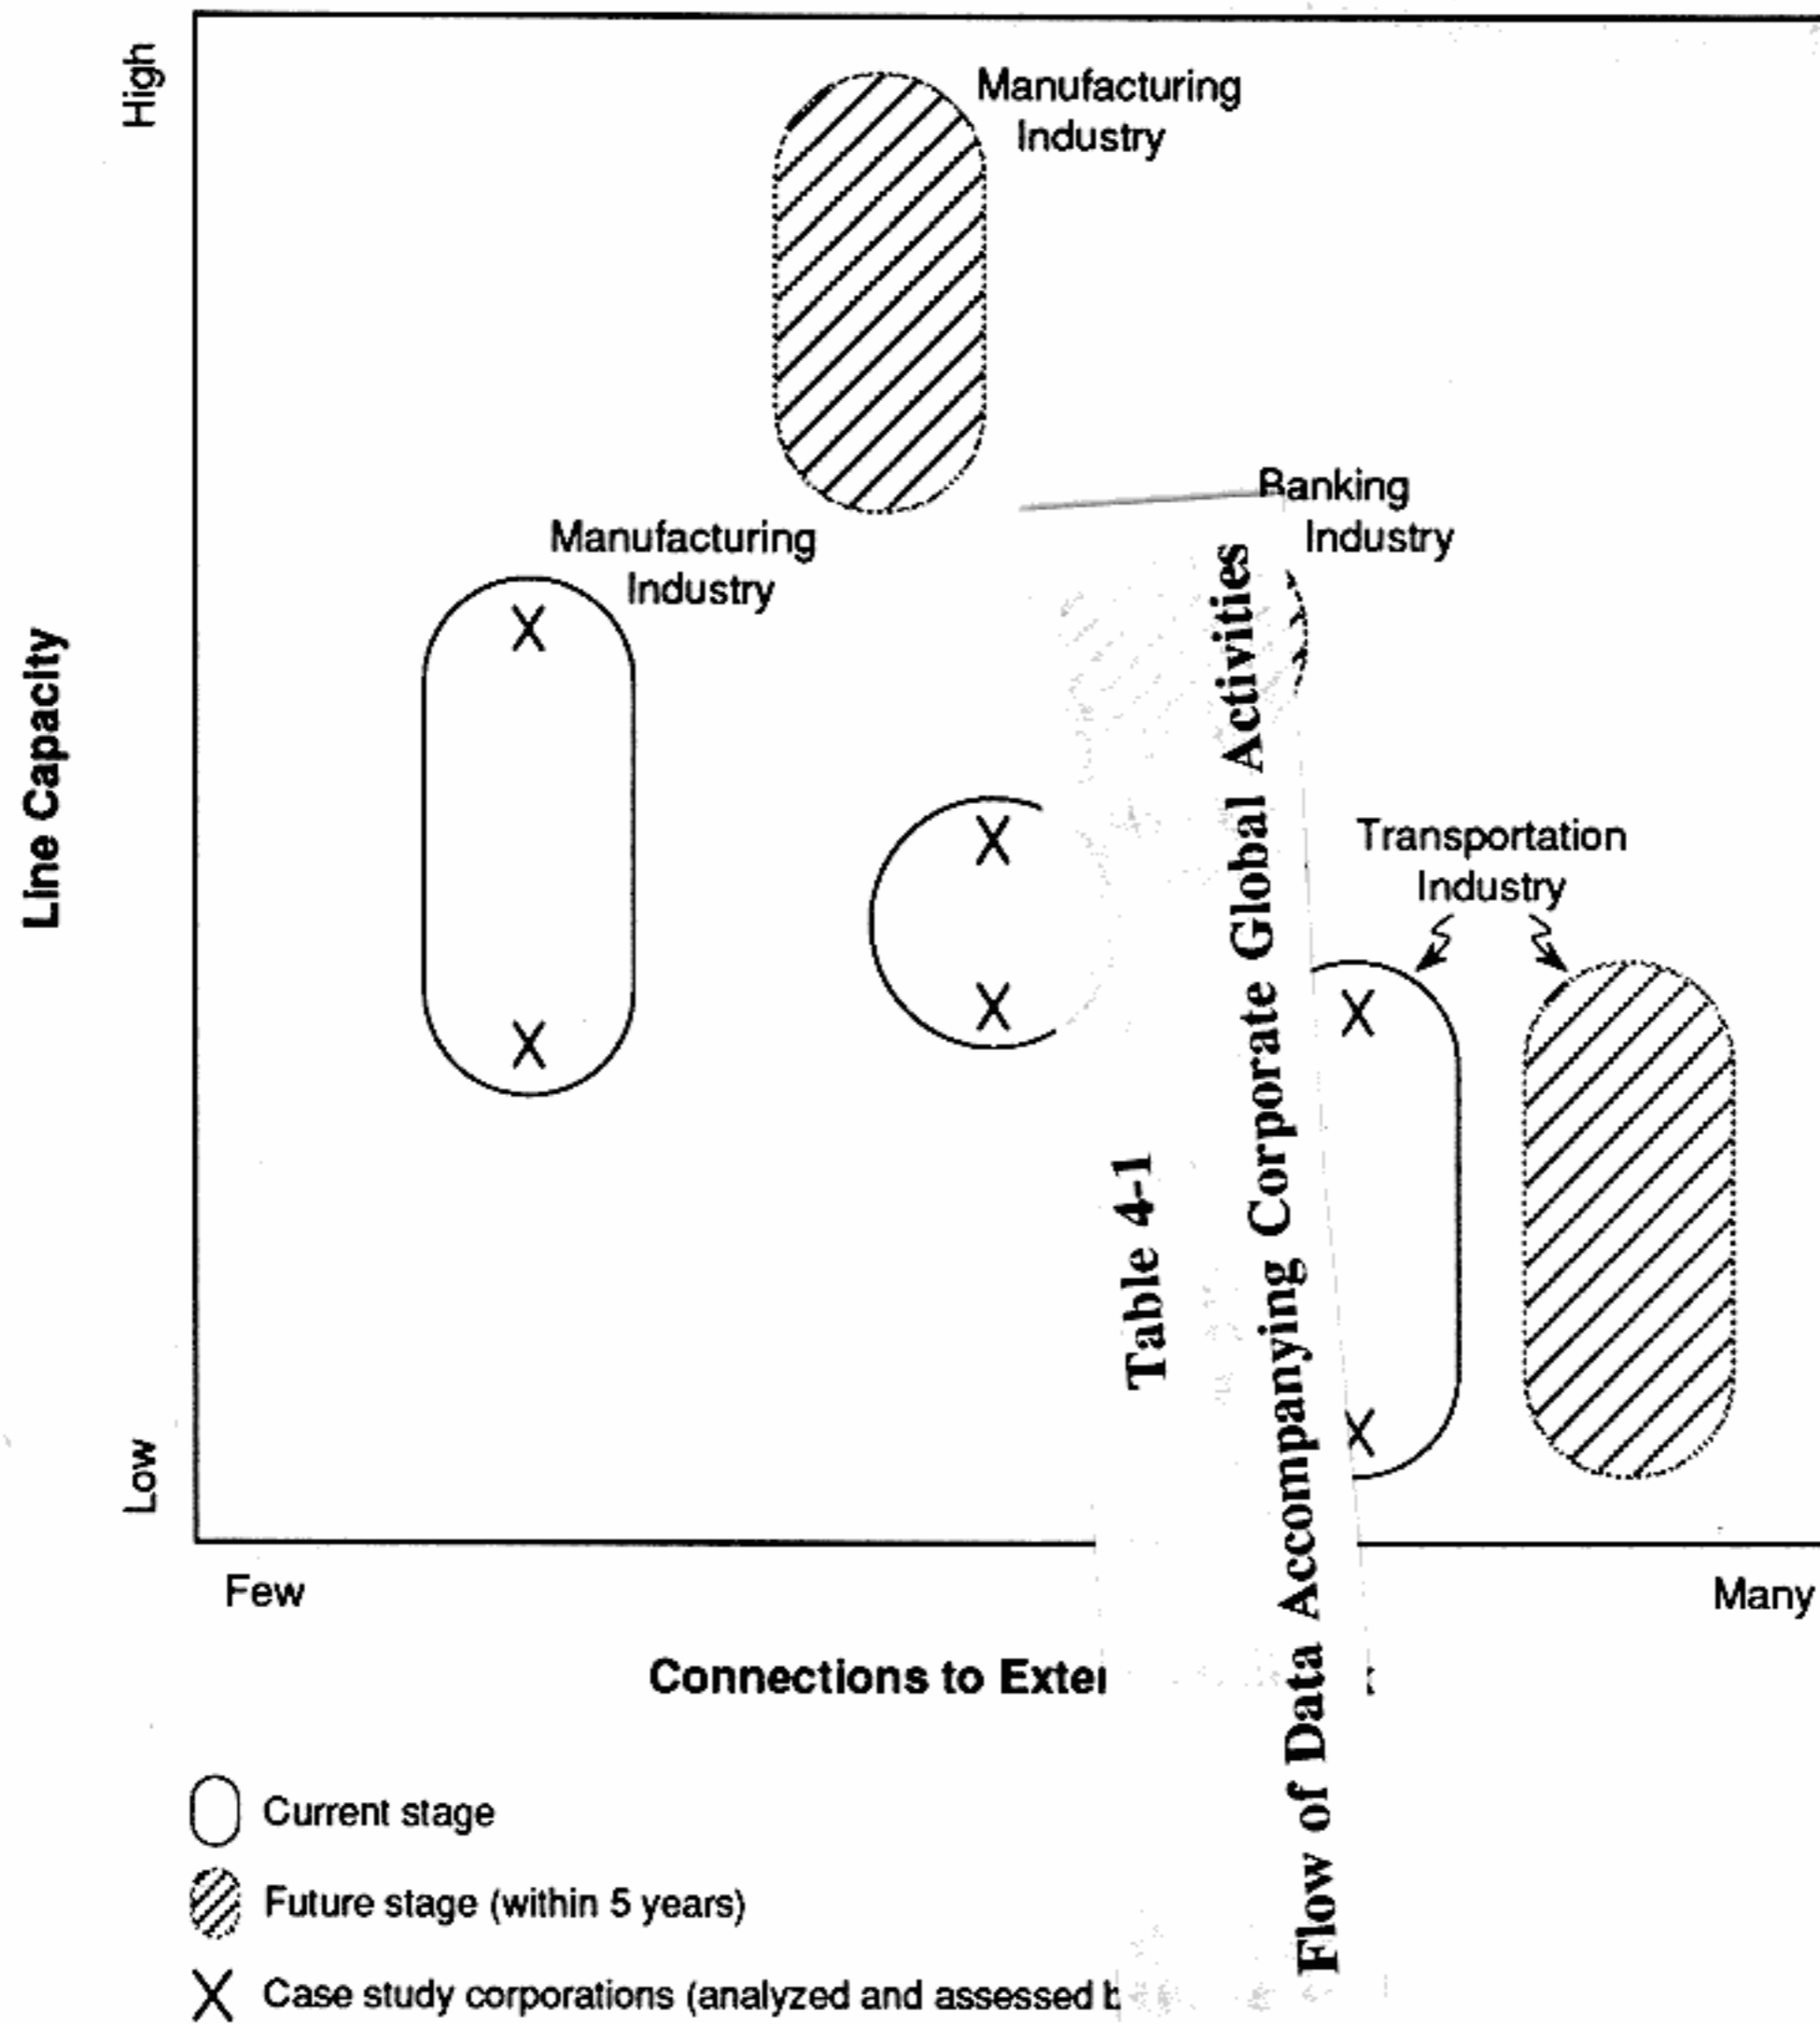 High
Manufacturing
Industry
Banking
Industry
Manufacturing
Industry
Line Capacity
Transportation
Industry
Table 4-1
Flow of Data Accompanying Corporate Global Activities
Low
Few
Many
Connections to
Current stage
Future stage (within 5 years)
X Case study corporations (analyzed and assessed